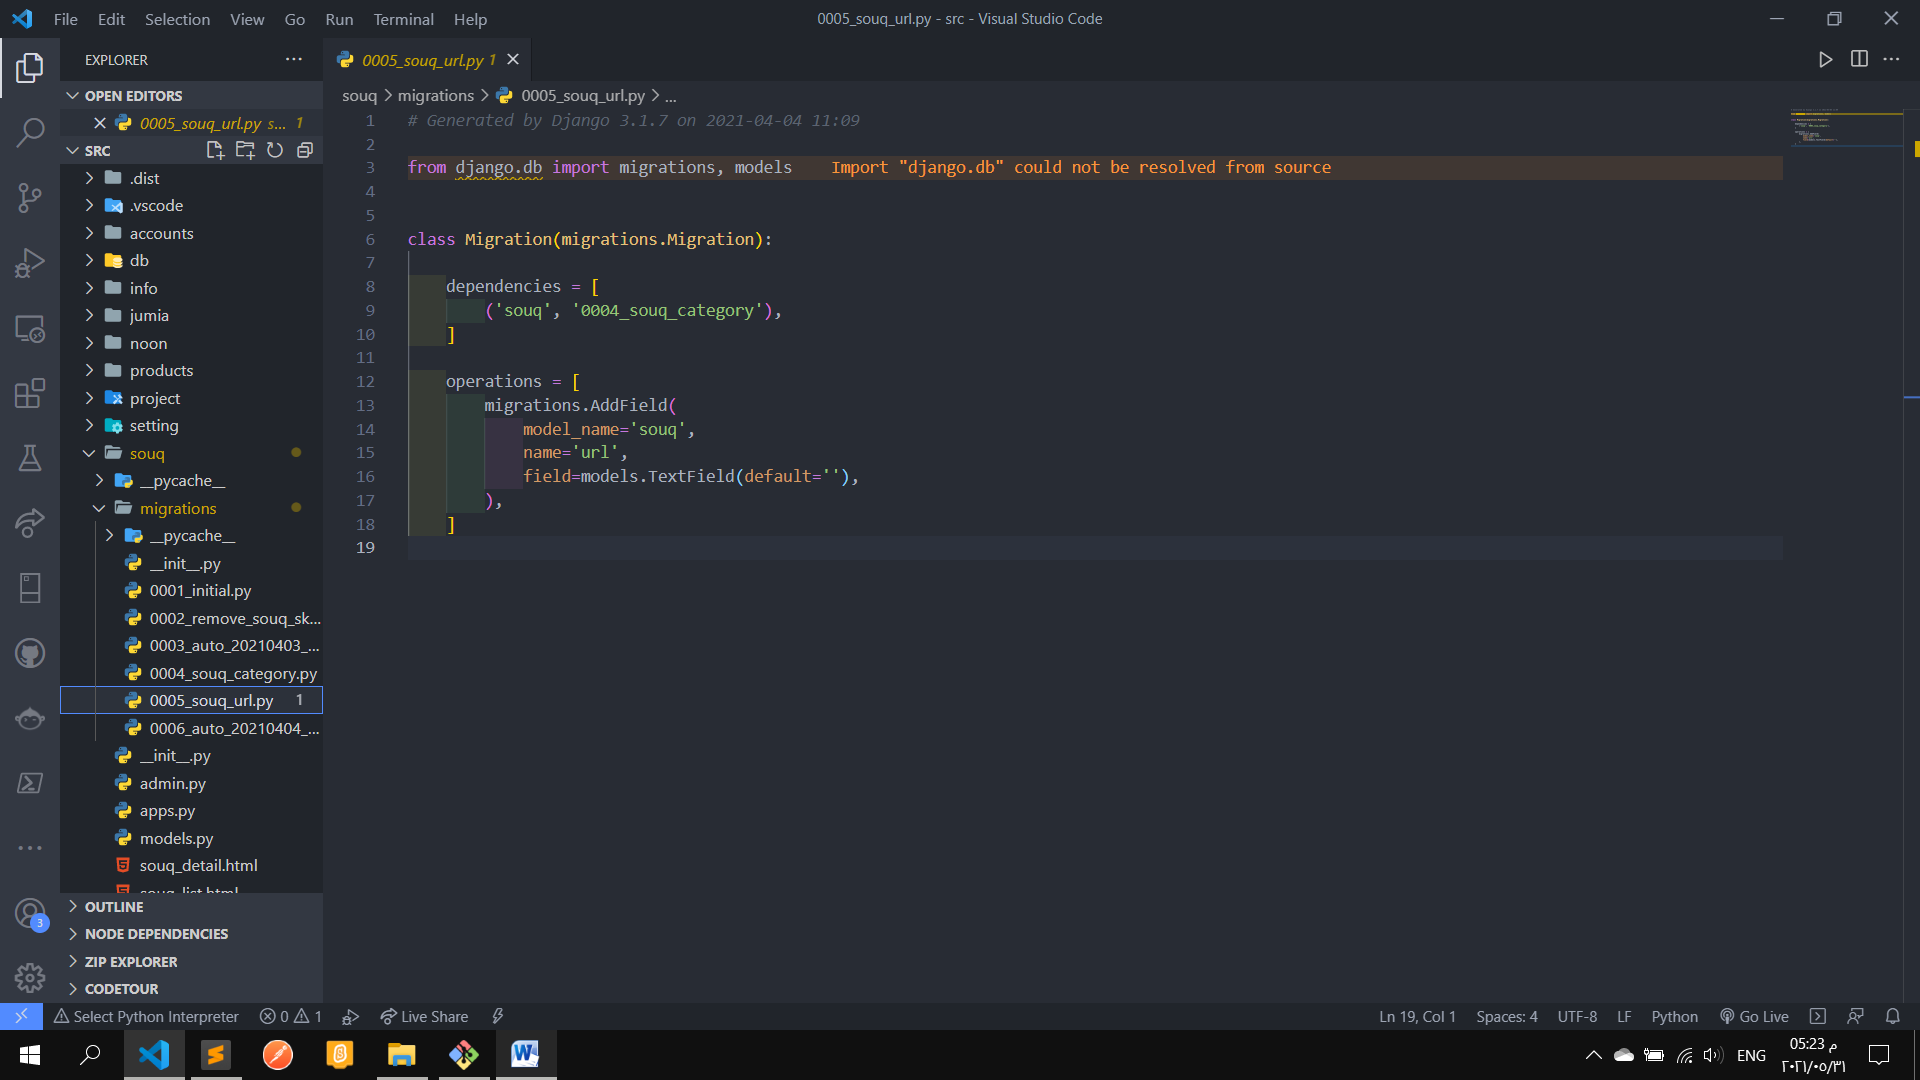 File Edit Selection View Go Run Terminal Help
0005_souq_url.py - src - Visual Studio Code
EXPLORER
OPEN EDITORS
0005_souq_url.py s... 1
SRC
.dist
.vscode
accounts
db
info
jumia
noon
products
project
setting
souq
__pycache__
migrations
__pycache__
__init__.py
0001_initial.py
0002_remove_souq_sk...
0003_auto_20210403_...
0004_souq_category.py
0005_souq_url.py 1
0006_auto_20210404_...
__init__.py
admin.py
apps.py
models.py
souq_detail.html
souq_list.html
OUTLINE
NODE DEPENDENCIES
ZIP EXPLORER
CODETOUR
3
0005_souq_url.py 1
souq > migrations > 0005_souq_url.py > ...
1 # Generated by Django 3.1.7 on 2021-04-04 11:09
2
3 from django.db import migrations, models Import "django.db" could not be resolved from source
4
5
6 class Migration(migrations.Migration):
7
8 dependencies = [
9 ('souq', '0004_souq_category'),
10 ]
11
12 operations = [
13 migrations.AddField(
14 model_name='souq',
15 name='url',
16 field=models.TextField(default=''),
17 ),
18 ]
19
Select Python Interpreter 0 1 Live Share
Ln 19, Col 1 Spaces: 4 UTF-8 LF Python Go Live
ENG
05:23 م
٢٠٢١/٠٥/٣١